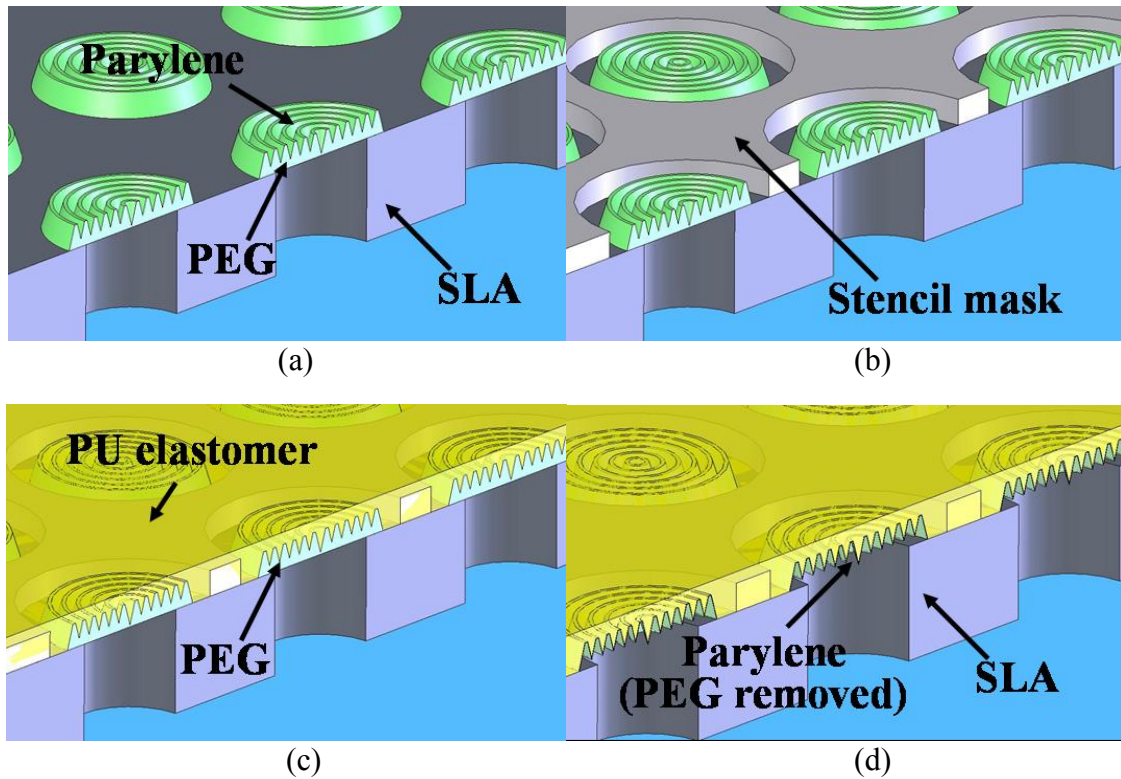 Parylene
PEG
SLA
(a)
Stencil mask
(b)
PU elastomer
PEG
(c)
Parylene
(PEG removed)
SLA
(d)